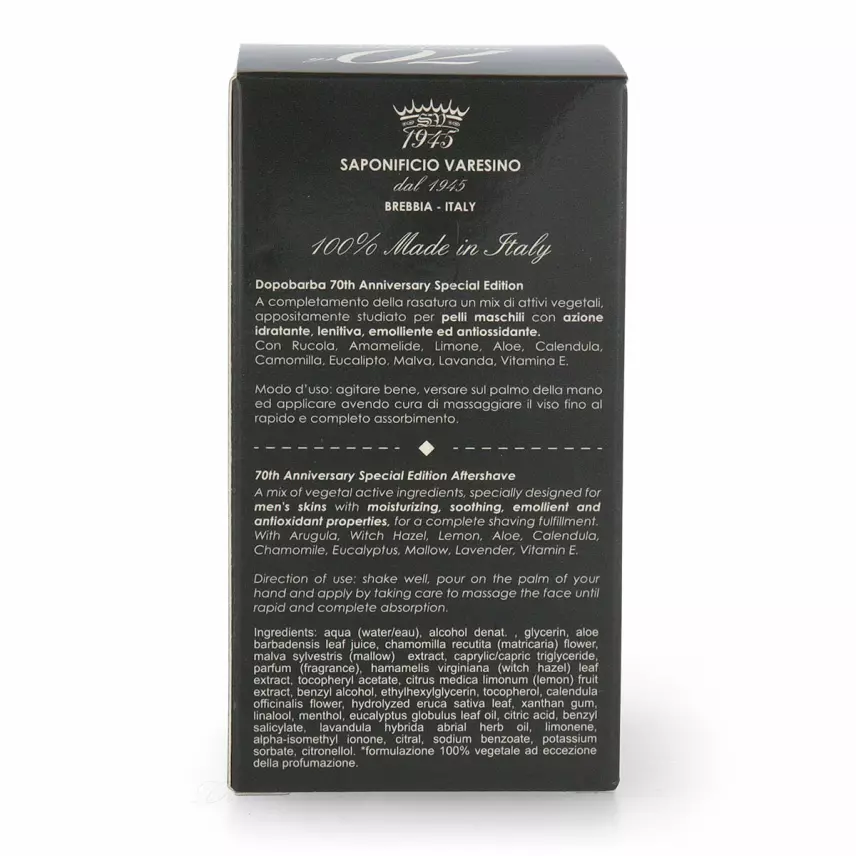 70th
SV
1945
SAPONIFICIO VARESINO
dal 1945
BREBBIA - ITALY
100% Made in Italy
Dopobarba 70th Anniversary Special Edition
A completamento della rasatura un mix di attivi vegetali,
appositamente studiato per pelli maschili con azione
idratante, lenitiva, emolliente ed antiossidante.
Con Rucola, Amamelide, Limone, Aloe, Calendula,
Camomilla, Eucalipto, Malva, Lavanda, Vitamina E.
Modo d'uso: agitare bene, versare sul palmo della mano
ed applicare avendo cura di massaggiare il viso fino al
rapido e completo assorbimento.
70th Anniversary Special Edition Aftershave
A mix of vegetal active ingredients, specially designed for
men's skins with moisturizing, soothing, emollient and
antioxidant properties, for a complete shaving fulfillment.
With Arugula, Witch Hazel, Lemon, Aloe, Calendula,
Chamomile, Eucalyptus, Mallow, Lavender, Vitamin E.
Direction of use: shake well, pour on the palm of your
hand and apply by taking care to massage the face until
rapid and complete absorption.
Ingredients: aqua (water/eau), alcohol denat. , glycerin, aloe
barbadensis leaf juice, chamomilla recutita (matricaria) flower,
malva sylvestris (mallow) extract, caprylic/capric triglyceride,
parfum (fragrance), hamamelis virginiana (witch hazel) leaf
extract, tocopheryl acetate, citrus medica limonum (lemon) fruit
extract, benzyl alcohol, ethylhexylglycerin, tocopherol, calendula
officinalis flower, hydrolyzed eruca sativa leaf, xanthan gum,
linalool, menthol, eucalyptus globulus leaf oil, citric acid, benzyl
salicylate, lavandula hybrida abrial herb oil, limonene,
alpha-isomethyl ionone, citral, sodium benzoate, potassium
sorbate, citronellol. *formulazione 100% vegetale ad eccezione
della profumazione.